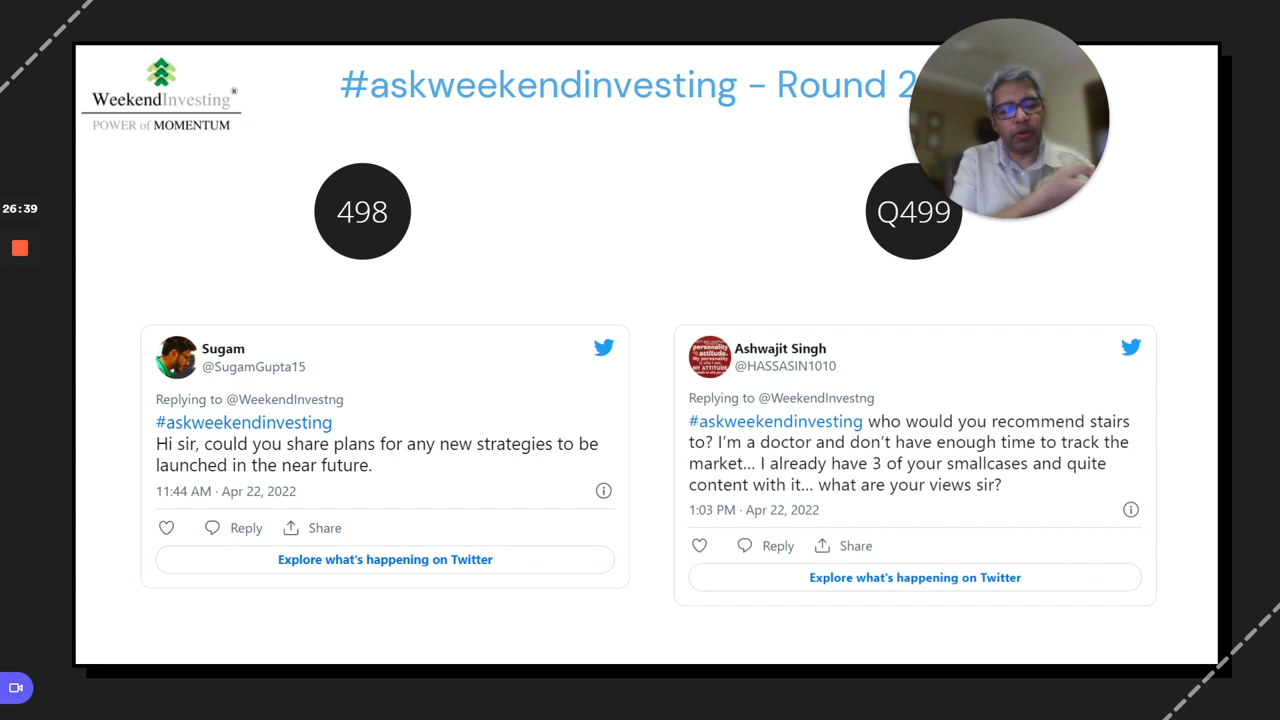 WeekendInvesting®
POWER of MOMENTUM
#askweekendinvesting - Round 2
26:39
498
Q499
Sugam
@SugamGupta15
Replying to @WeekendInvestng
#askweekendinvesting
Hi sir, could you share plans for any new strategies to be
launched in the near future.
11:44 AM · Apr 22, 2022
Reply
Share
Explore what's happening on Twitter
personality
attitude.
MY ATTITUDE
Ashwajit Singh
@HASSASIN1010
Replying to @WeekendInvestng
#askweekendinvesting who would you recommend stairs
to? I'm a doctor and don't have enough time to track the
market... I already have 3 of your smallcases and quite
content with it... what are your views sir?
1:03 PM · Apr 22, 2022
Reply
Share
Explore what's happening on Twitter